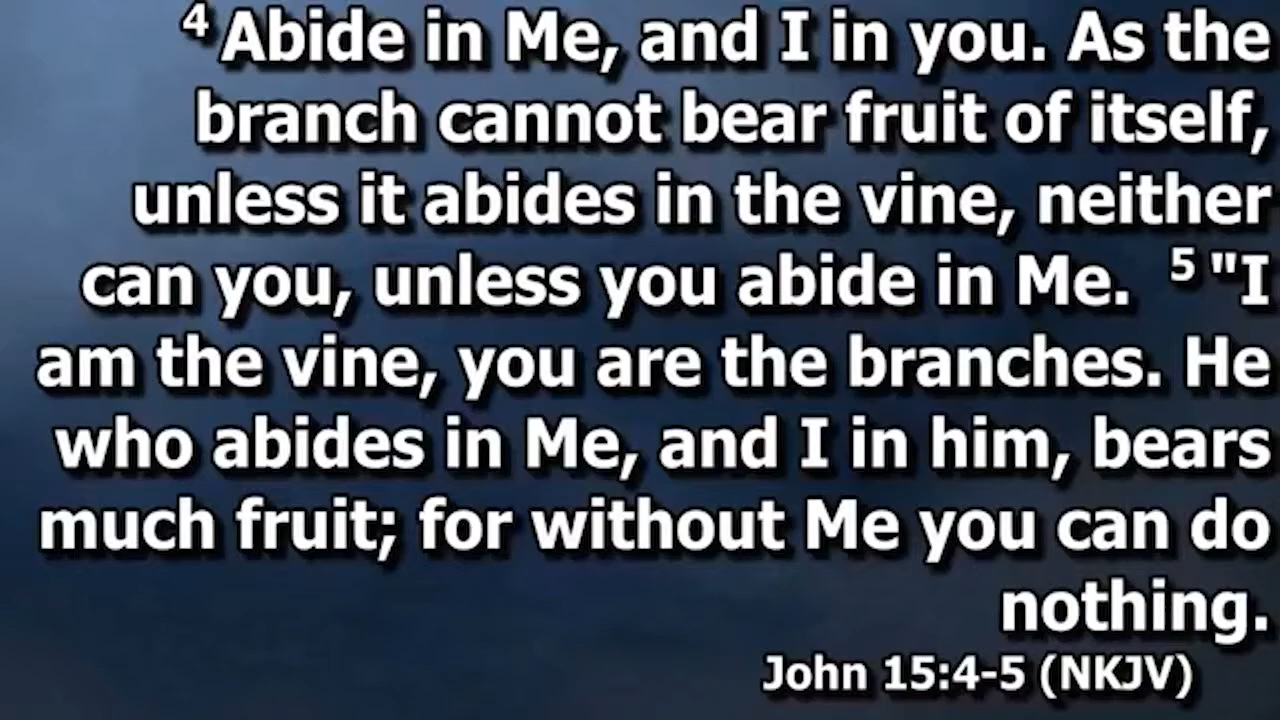 4 Abide in Me, and I in you. As the
branch cannot bear fruit of itself,
unless it abides in the vine, neither
can you, unless you abide in Me. 5 "I
am the vine, you are the branches. He
who abides in Me, and I in him, bears
much fruit; for without Me you can do
nothing.
John 15:4-5 (NKJV)